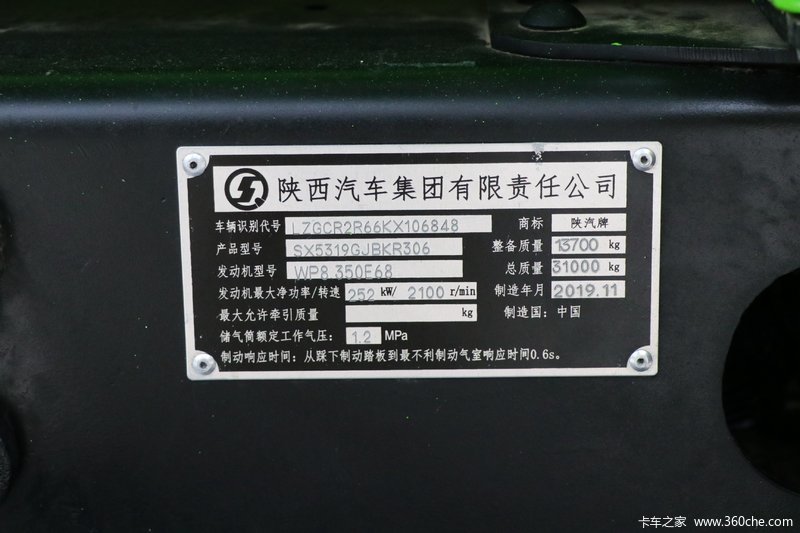 陕西汽车集团有限责任公司
车辆识别代号 LZGCR2R66KX106848 商标 陕汽牌
产品型号 SX5319GJBKR306 整备质量 13700 kg
发动机型号 WP8.350E68 总质量 31000 kg
发动机最大净功率/转速 252 kW/ 2100 r/min 制造年月 2019.11
最大允许牵引质量 kg 制造国：中国
储气筒额定工作气压： 1.2 MPa
制动响应时间：从踩下制动踏板到最不利制动气室响应时间0.6s。
卡车之家 www.360che.com